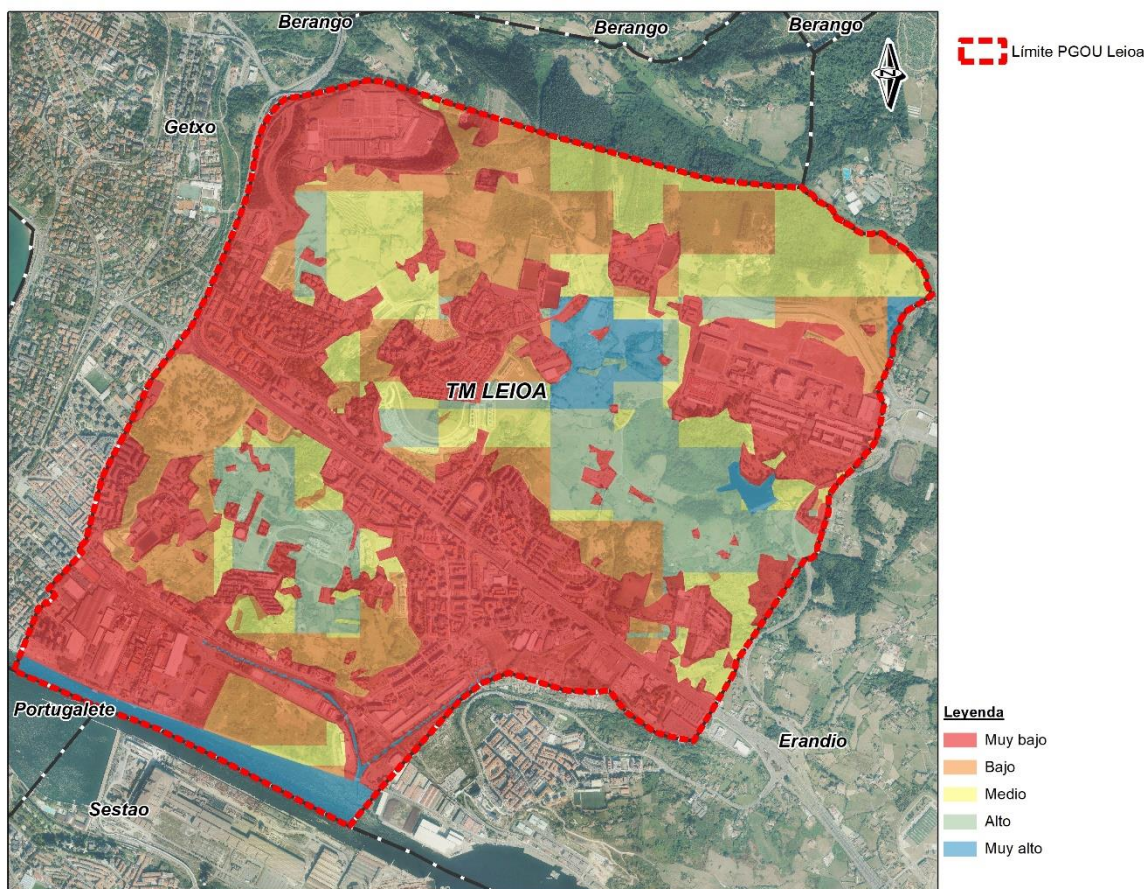 Berango
Berango
Berango
Límite PGOU Leioa
N
Getxo
TM LEIOA
Portugalete
Sestao
Erandio
Leyenda
Muy bajo
Bajo
Medio
Alto
Muy alto